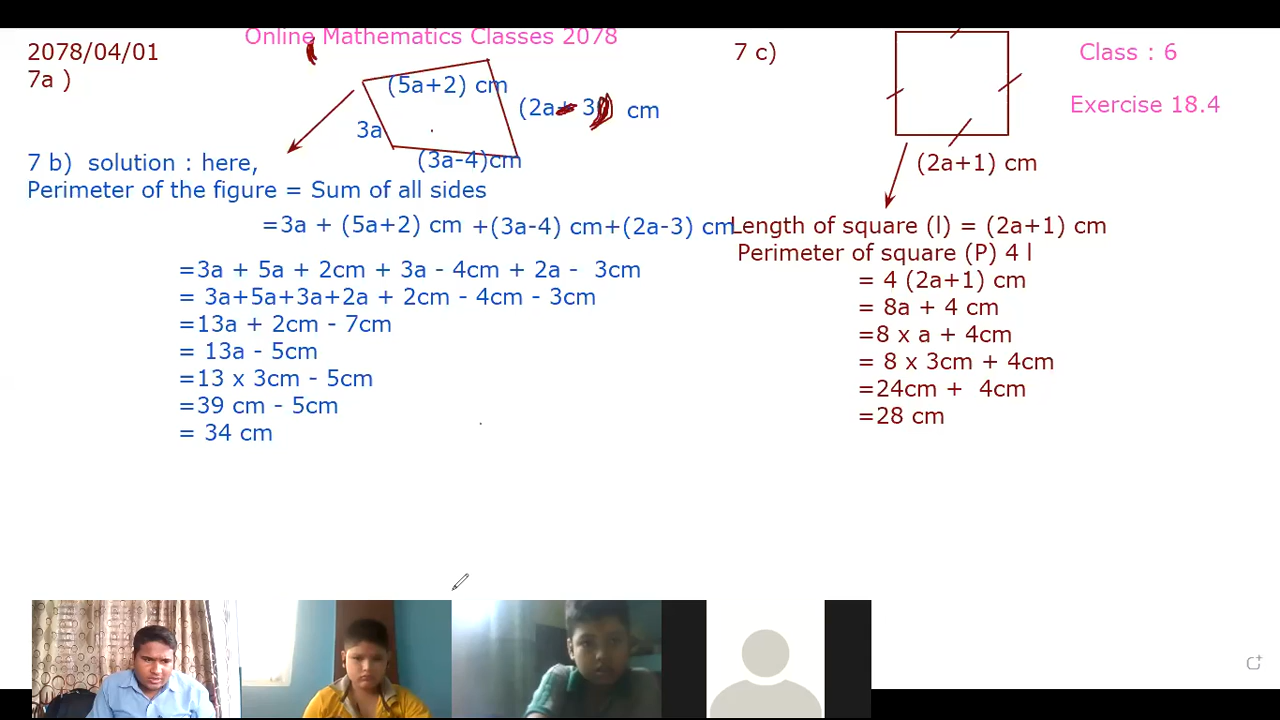 Online Mathematics Classes 2078
2078/04/01
7a )
(5a+2) cm
(2a- 3) cm
3a
(3a-4)cm
7 b)  solution : here,
Perimeter of the figure = Sum of all sides
=3a + (5a+2) cm +(3a-4) cm+(2a-3) cm
=3a + 5a + 2cm + 3a - 4cm + 2a -  3cm
= 3a+5a+3a+2a + 2cm - 4cm - 3cm
=13a + 2cm - 7cm
= 13a - 5cm
=13 x 3cm - 5cm
=39 cm - 5cm
= 34 cm
7 c)
Class : 6
Exercise 18.4
(2a+1) cm
Length of square (l) = (2a+1) cm
Perimeter of square (P) 4 l
= 4 (2a+1) cm
= 8a + 4 cm
=8 x a + 4cm
= 8 x 3cm + 4cm
=24cm +  4cm
=28 cm